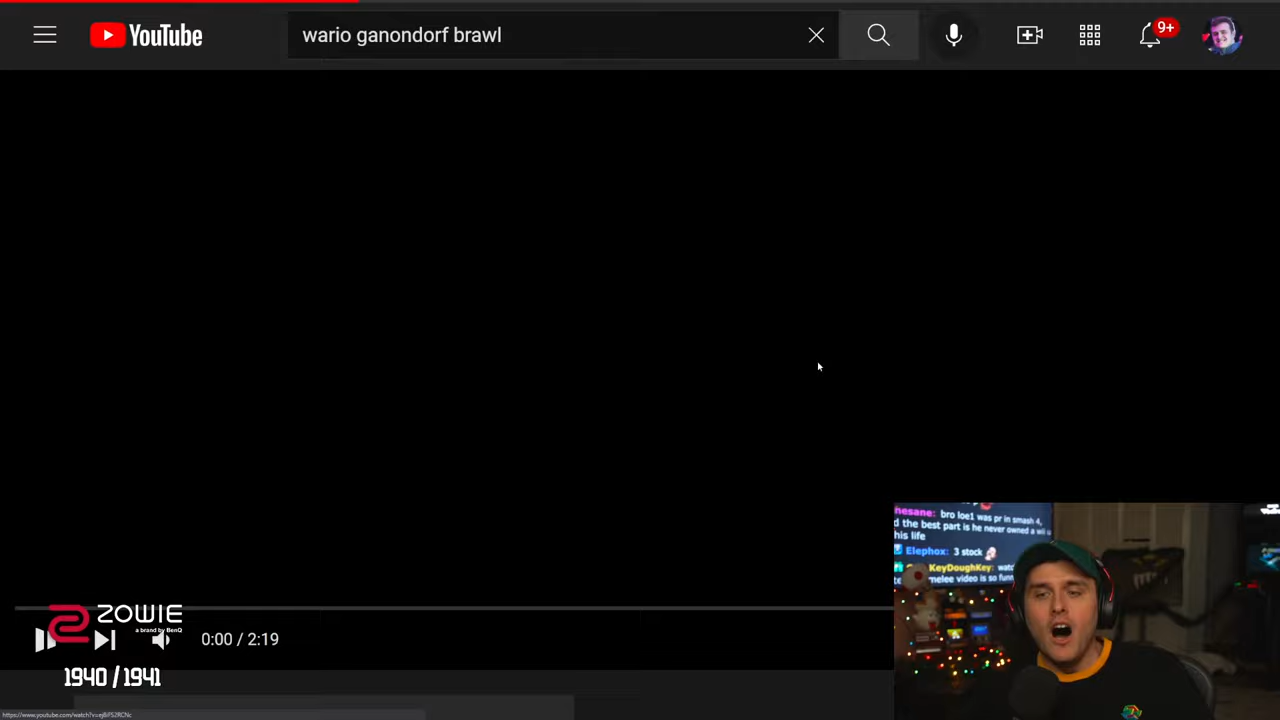 YouTube
wario ganondorf brawl
9+
nesane: bro loe1 was pr in smash 4,
d the best part is he never owned a wii u
his life
Elephox: 3 stock
KeyDoughKey: wat
melee video is so funn
ZOWIE
a brand by BenQ
0:00 / 2:19
1940 / 1941